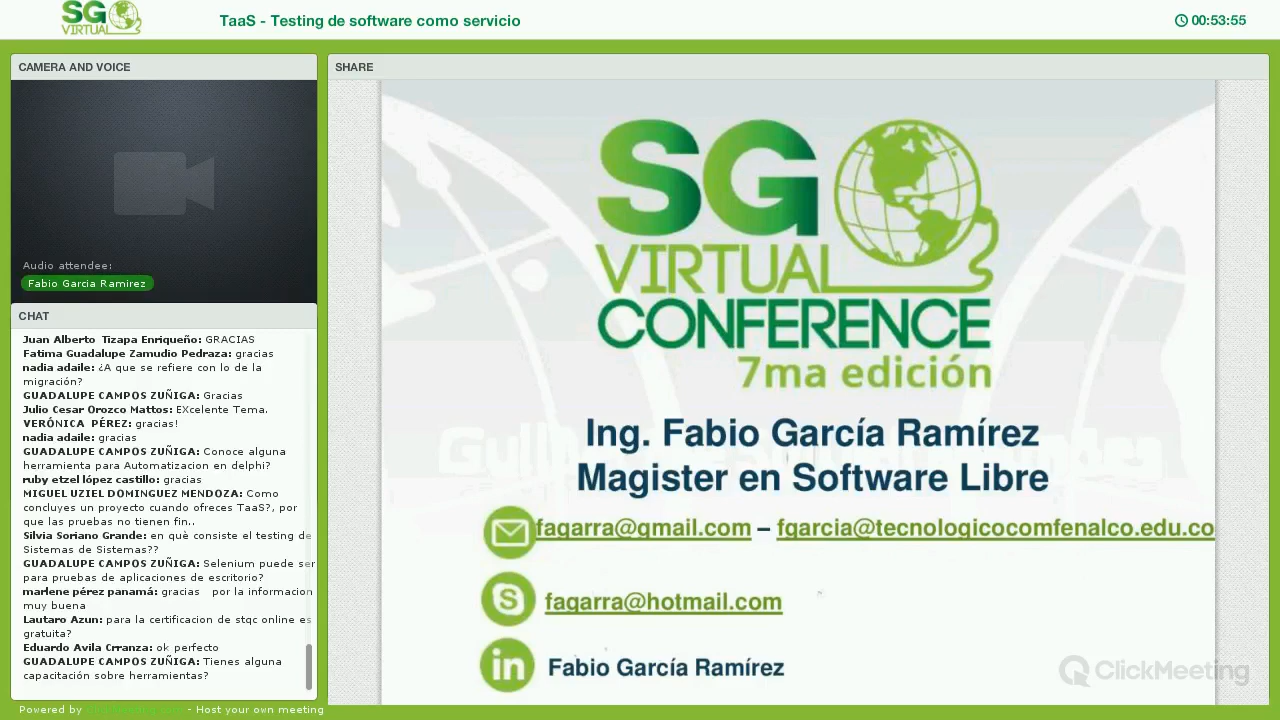 SG
VIRTUAL
TaaS - Testing de software como servicio
00:53:55
CAMERA AND VOICE
Audio attendee:
Fabio Garcia Ramirez
CHAT
Juan Alberto Tizapa Enriqueño: GRACIAS
Fatima Guadalupe Zamudio Pedraza: gracias
nadia adaile: ¿A que se refiere con lo de la
migración?
GUADALUPE CAMPOS ZUÑIGA: Gracias
Julio Cesar Orozco Mattos: EXcelente Tema.
VERÓNICA PÉREZ: gracias!
nadia adaile: gracias
GUADALUPE CAMPOS ZUÑIGA: Conoce alguna
herramienta para Automatizacion en delphi?
ruby etzel lópez castillo: gracias
MIGUEL UZIEL DOMINGUEZ MENDOZA: Como
concluyes un proyecto cuando ofreces TaaS?, por
que las pruebas no tienen fin..
Silvia Soriano Grande: en què consiste el testing de
Sistemas de Sistemas??
GUADALUPE CAMPOS ZUÑIGA: Selenium puede ser
para pruebas de aplicaciones de escritorio?
marlene pérez panamá: gracias por la informacion
muy buena
Lautaro Azun: para la certificacion de stqc online es
gratuita?
Eduardo Avila Crranza: ok perfecto
GUADALUPE CAMPOS ZUÑIGA: Tienes alguna
capacitación sobre herramientas?
Powered by ClickMeeting.com - Host your own meeting
SHARE
SG
VIRTUAL
CONFERENCE
7ma edición
Ing. Fabio García Ramírez
Magister en Software Libre
fagarra@gmail.com – fgarcia@tecnologicocomfenalco.edu.co
fagarra@hotmail.com
in Fabio García Ramírez
ClickMeeting